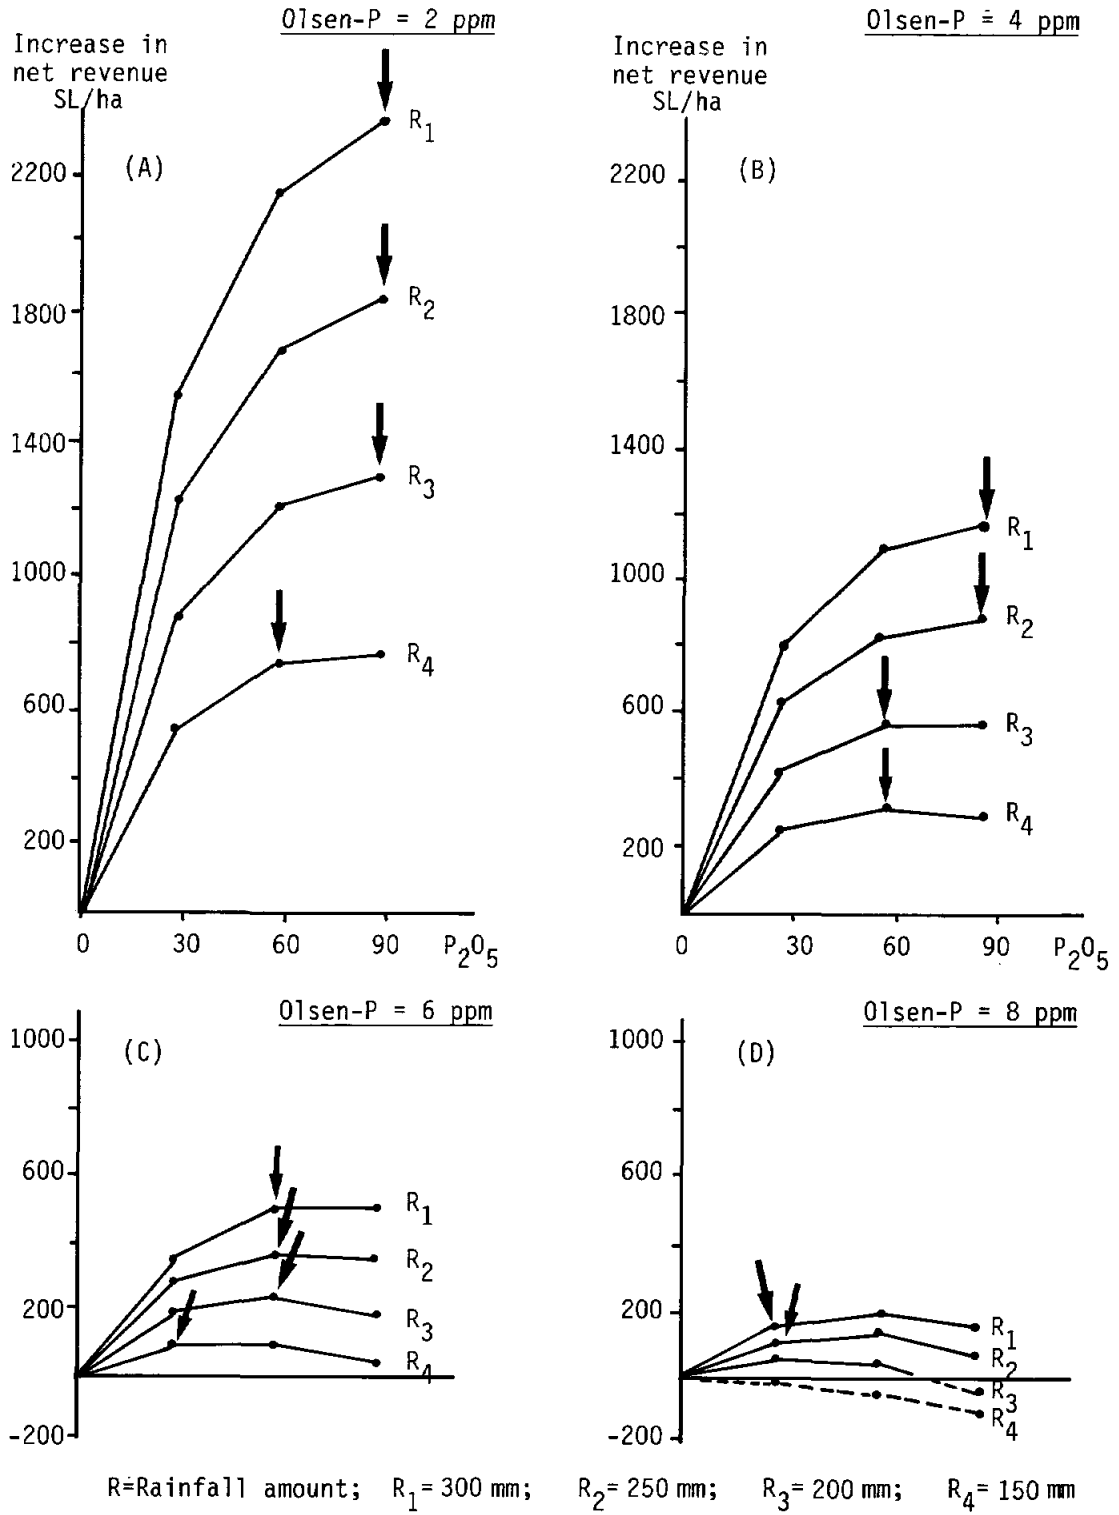 Olsen-P = 2 ppm
Increase in
net revenue
SL/ha
(A)
2200
1800
1400
1000
600
200
R1
R2
R3
R4
0 30 60 90 P2O5
Olsen-P = 4 ppm
Increase in
net revenue
SL/ha
(B)
2200
1800
1400
1000
600
200
R1
R2
R3
R4
0 30 60 90 P2O5
Olsen-P = 6 ppm
(C)
1000
600
200
-200
R1
R2
R3
R4
Olsen-P = 8 ppm
(D)
1000
600
200
-200
R1
R2
R3
R4
R=Rainfall amount; R1= 300 mm; R2= 250 mm; R3= 200 mm; R4= 150 mm